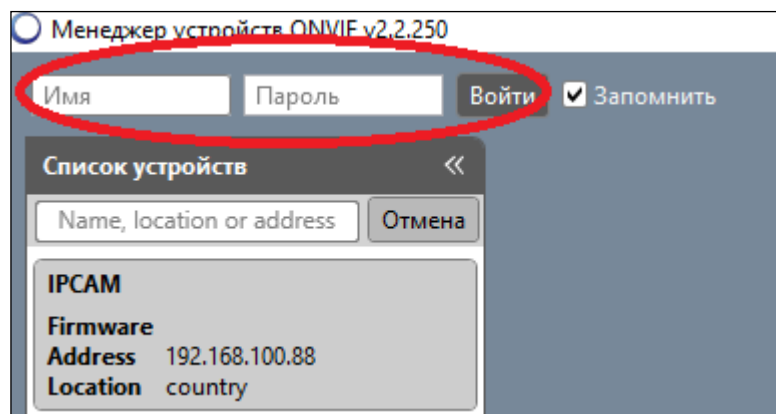 Менеджер устройств ONVIF v2.2.250
Имя Пароль Войти Запомнить
Список устройств
Name, location or address Отмена
IPCAM
Firmware
Address 192.168.100.88
Location country